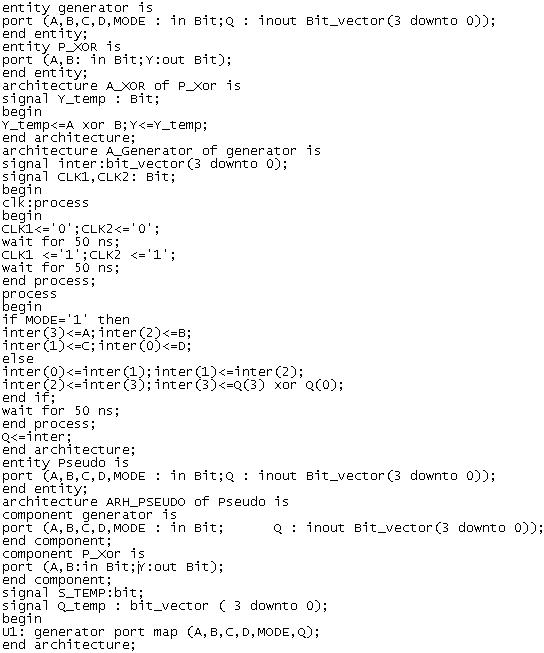 entity generator is
port (A,B,C,D,MODE : in Bit;Q : inout Bit_vector(3 downto 0));
end entity;
entity P_XOR is
port (A,B: in Bit;Y:out Bit);
end entity;
architecture A_XOR of P_Xor is
signal Y_temp : Bit;
begin
Y_temp<=A xor B;Y<=Y_temp;
end architecture;
architecture A_Generator of generator is
signal inter:bit_vector(3 downto 0);
signal CLK1,CLK2: Bit;
begin
clk:process
begin
CLK1<='0';CLK2<='0';
wait for 50 ns;
CLK1 <='1';CLK2 <='1';
wait for 50 ns;
end process;
process
begin
if MODE='1' then
inter(3)<=A;inter(2)<=B;
inter(1)<=C;inter(0)<=D;
else
inter(0)<=inter(1);inter(1)<=inter(2);
inter(2)<=inter(3);inter(3)<=Q(3) xor Q(0);
end if;
wait for 50 ns;
end process;
Q<=inter;
end architecture;
entity Pseudo is
port (A,B,C,D,MODE : in Bit;Q : inout Bit_vector(3 downto 0));
end entity;
architecture ARH_PSEUDO of Pseudo is
component generator is
port (A,B,C,D,MODE : in Bit;      Q : inout Bit_vector(3 downto 0));
end component;
component P_Xor is
port (A,B:in Bit;Y:out Bit);
end component;
signal S_TEMP:bit;
signal Q_temp : bit_vector ( 3 downto 0);
begin
U1: generator port map (A,B,C,D,MODE,Q);
end architecture;